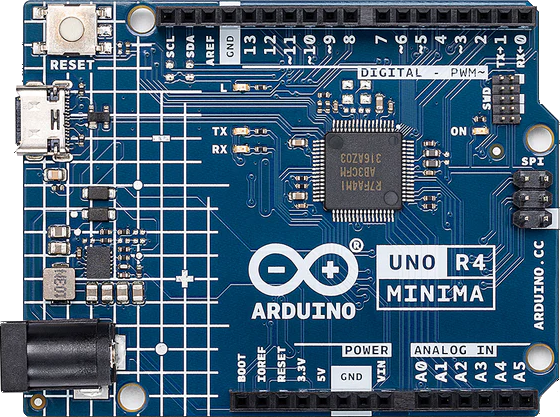 RESET
SCL
SDA
AREF
GND
13
12
~11
~10
~9
8
7
~6
~5
4
~3
2
TX→1
RX←0
DIGITAL - PWM~
L
TX
RX
ON
SWD
SPI
R7FA4M1
AB3CFM
316AZ03
®
ARDUINO
UNO R4
MINIMA
ARDUINO.CC
POWER
ANALOG IN
BOOT
IOREF
RESET
3.3V
5V
GND
VIN
A0
A1
A2
A3
A4
A5